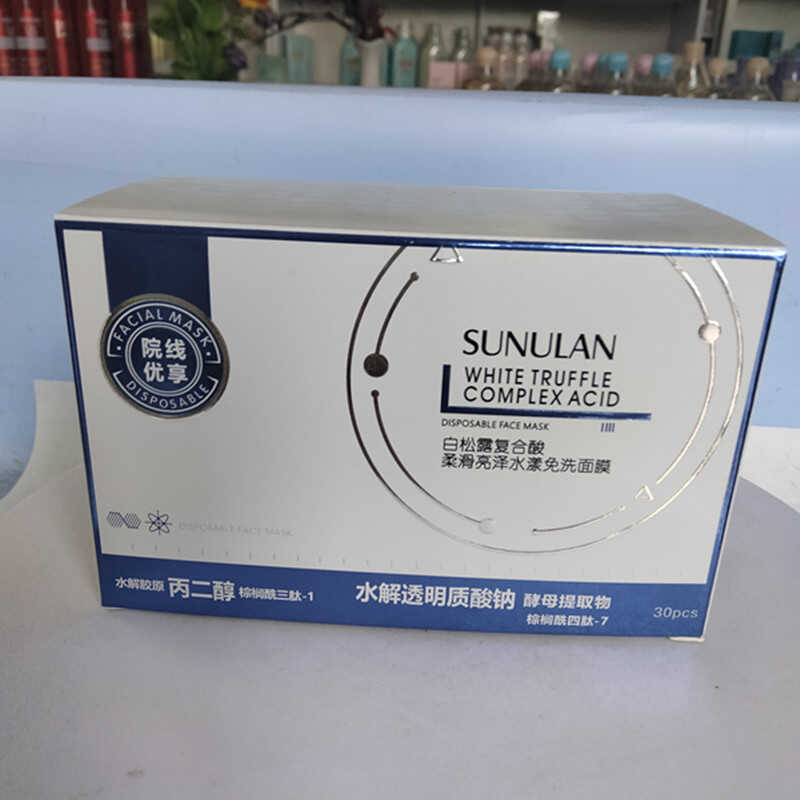 FACIAL MASK
院线
优享
DISPOSABLE
SUNULAN
WHITE TRUFFLE
COMPLEX ACID
DISPOSABLE FACE MASK
白松露复合酸
柔滑亮泽水漾免洗面膜
DISPOSABLE FACE MASK
水解胶原 丙二醇 棕榈酰三肽-1
水解透明质酸钠 酵母提取物
棕榈酰四肽-7
30pcs